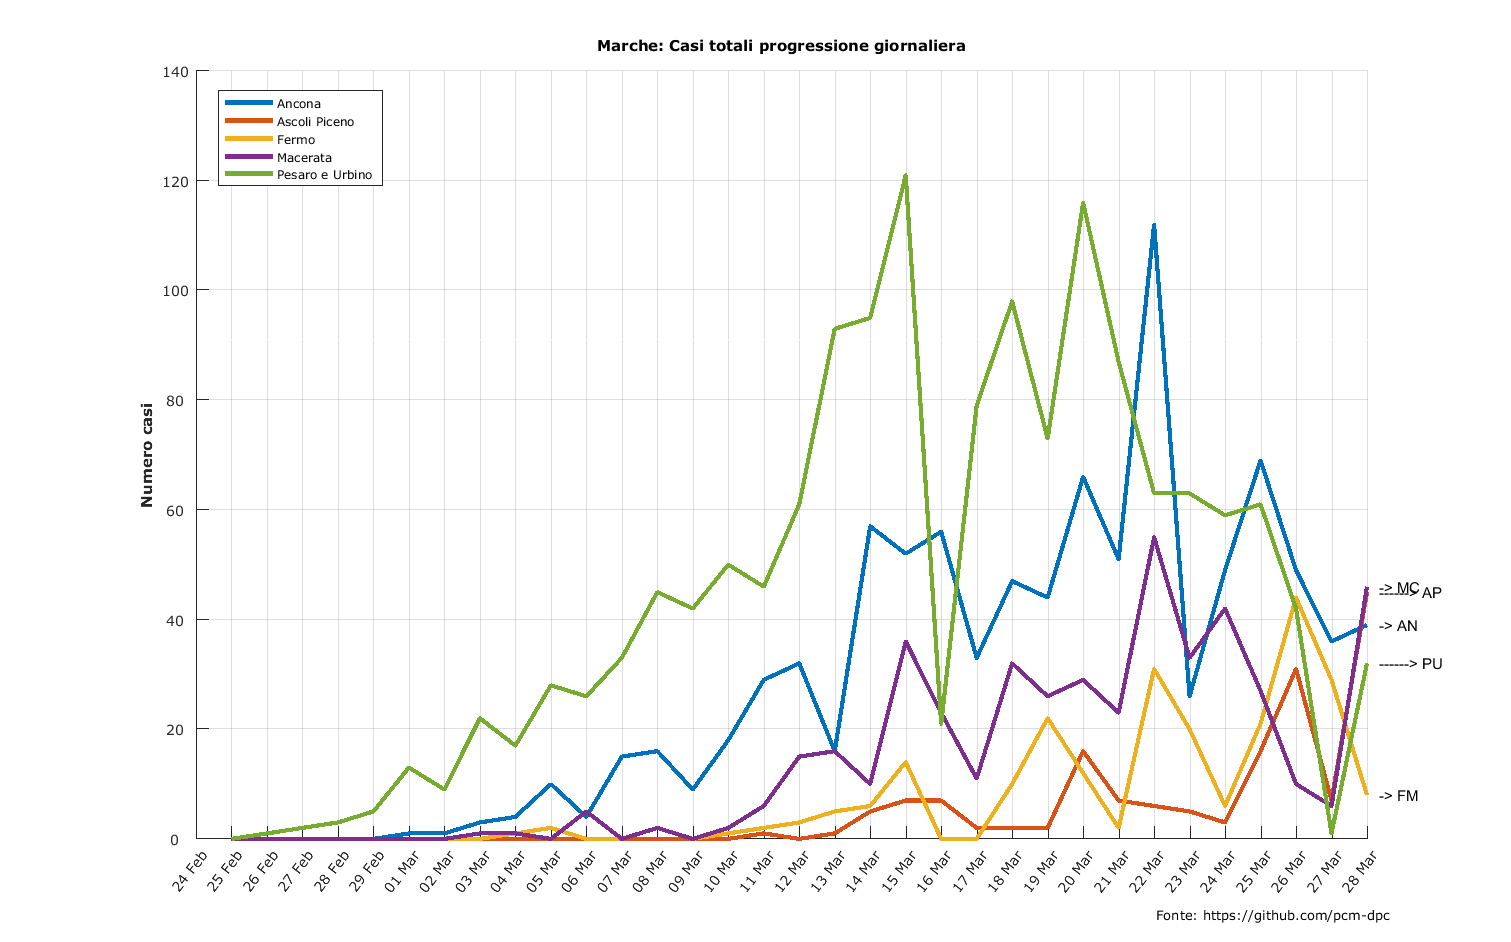 Marche: Casi totali progressione giornaliera
140
120
100
80
60
40
20
0
Numero casi
Ancona
Ascoli Piceno
Fermo
Macerata
Pesaro e Urbino
-> MC
------> AP
-> AN
------> PU
-> FM
24 Feb
25 Feb
26 Feb
27 Feb
28 Feb
29 Feb
01 Mar
02 Mar
03 Mar
04 Mar
05 Mar
06 Mar
07 Mar
08 Mar
09 Mar
10 Mar
11 Mar
12 Mar
13 Mar
14 Mar
15 Mar
16 Mar
17 Mar
18 Mar
19 Mar
20 Mar
21 Mar
22 Mar
23 Mar
24 Mar
25 Mar
26 Mar
27 Mar
28 Mar
Fonte: https://github.com/pcm-dpc